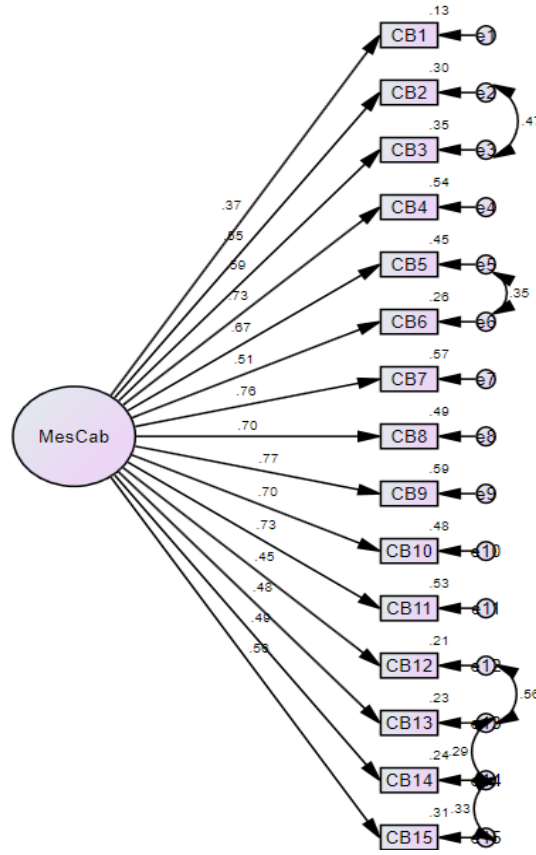 .13
CB1 e1
.30
CB2 e2
.47
.35
CB3 e3
.37
.54
CB4 e4
.55
.59
.45
CB5 e5
.73
.26
.35
.67
CB6 e6
.51
.57
CB7 e7
.76
.49
MesCab .70 CB8 e8
.77
.59
CB9 e9
.70
.48
CB10 e10
.73
.53
.45
CB11 e11
.48
.21
.49
CB12 e12
.56
.23
CB13 e13
.24 .29
CB14 e14
.31 .33
CB15 e15